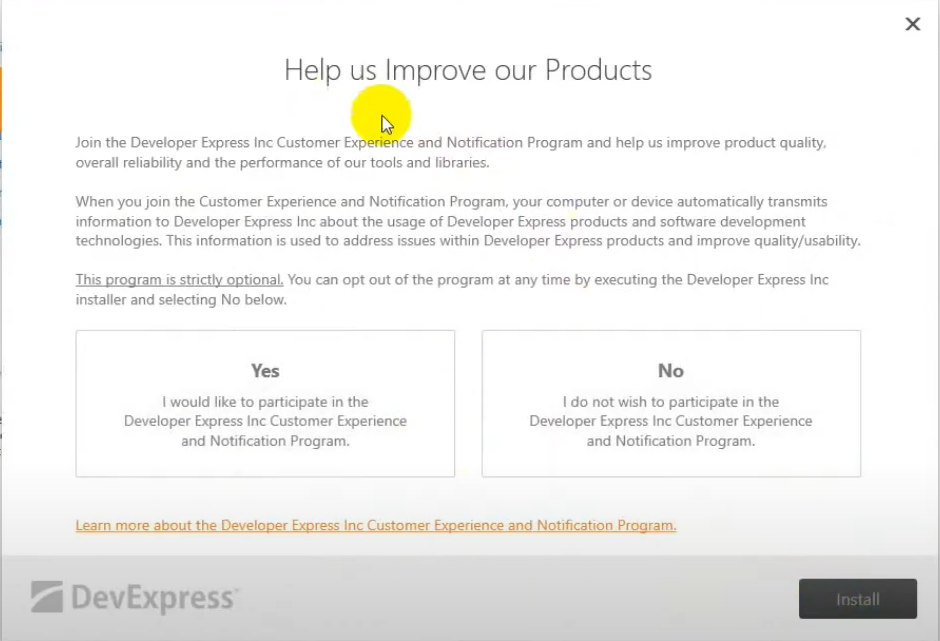 Help us Improve our Products
Join the Developer Express Inc Customer Experience and Notification Program and help us improve product quality,
overall reliability and the performance of our tools and libraries.
When you join the Customer Experience and Notification Program, your computer or device automatically transmits
information to Developer Express Inc about the usage of Developer Express products and software development
technologies. This information is used to address issues within Developer Express products and improve quality/usability.
This program is strictly optional. You can opt out of the program at any time by executing the Developer Express Inc
installer and selecting No below.
Yes
I would like to participate in the
Developer Express Inc Customer Experience
and Notification Program.
No
I do not wish to participate in the
Developer Express Inc Customer Experience
and Notification Program.
Learn more about the Developer Express Inc Customer Experience and Notification Program.
DevExpress
Install